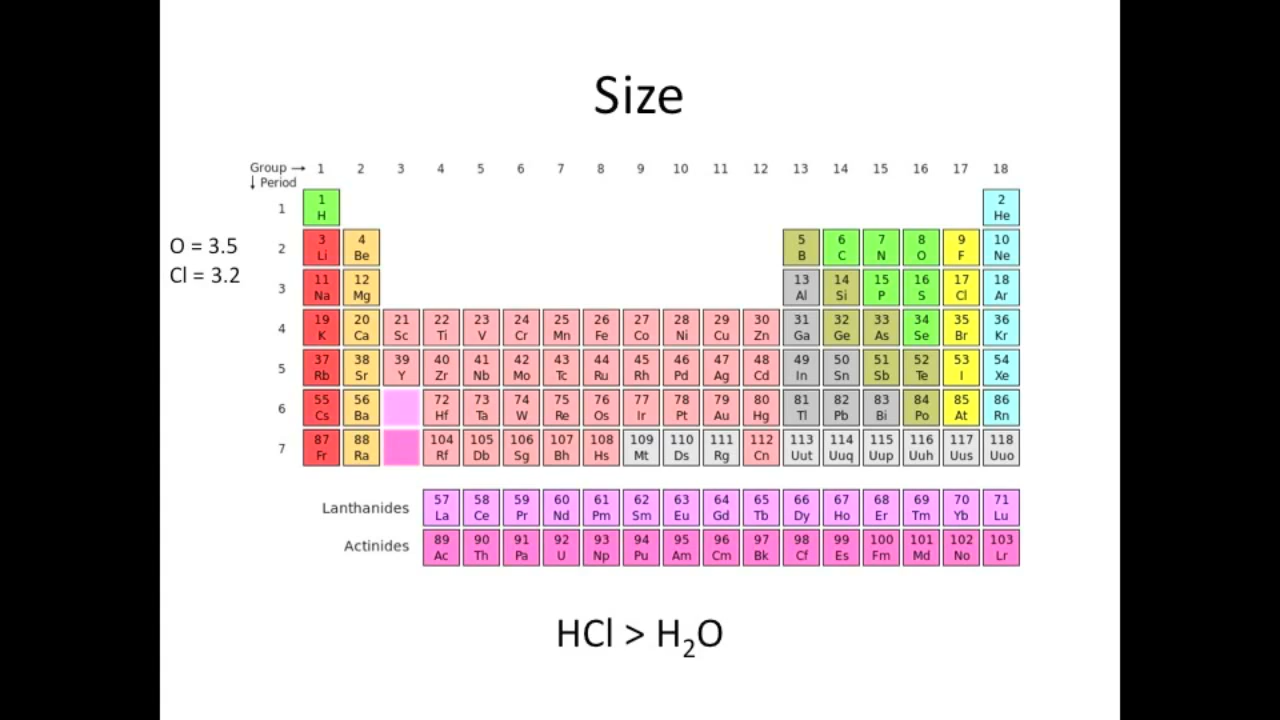 Size
Group → 1 2 3 4 5 6 7 8 9 10 11 12 13 14 15 16 17 18
↓ Period
1 2
1 H He
O = 3.5
3 4 5 6 7 8 9 10
2 Li Be B C N O F Ne
Cl = 3.2
11 12 13 14 15 16 17 18
3 Na Mg Al Si P S Cl Ar
19 20 21 22 23 24 25 26 27 28 29 30 31 32 33 34 35 36
4 K Ca Sc Ti V Cr Mn Fe Co Ni Cu Zn Ga Ge As Se Br Kr
37 38 39 40 41 42 43 44 45 46 47 48 49 50 51 52 53 54
5 Rb Sr Y Zr Nb Mo Tc Ru Rh Pd Ag Cd In Sn Sb Te I Xe
55 56 72 73 74 75 76 77 78 79 80 81 82 83 84 85 86
6 Cs Ba Hf Ta W Re Os Ir Pt Au Hg Tl Pb Bi Po At Rn
87 88 104 105 106 107 108 109 110 111 112 113 114 115 116 117 118
7 Fr Ra Rf Db Sg Bh Hs Mt Ds Rg Cn Uut Uuq Uup Uuh Uus Uuo
57 58 59 60 61 62 63 64 65 66 67 68 69 70 71
Lanthanides La Ce Pr Nd Pm Sm Eu Gd Tb Dy Ho Er Tm Yb Lu
89 90 91 92 93 94 95 96 97 98 99 100 101 102 103
Actinides Ac Th Pa U Np Pu Am Cm Bk Cf Es Fm Md No Lr
HCl > H₂O